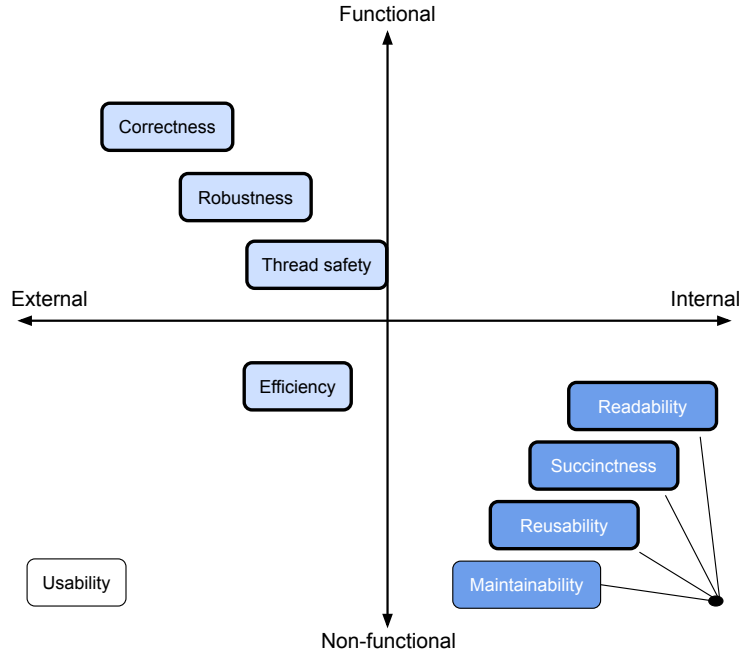 Functional
Correctness
Robustness
Thread safety
External
Internal
Efficiency
Readability
Succinctness
Reusability
Usability
Maintainability
Non-functional